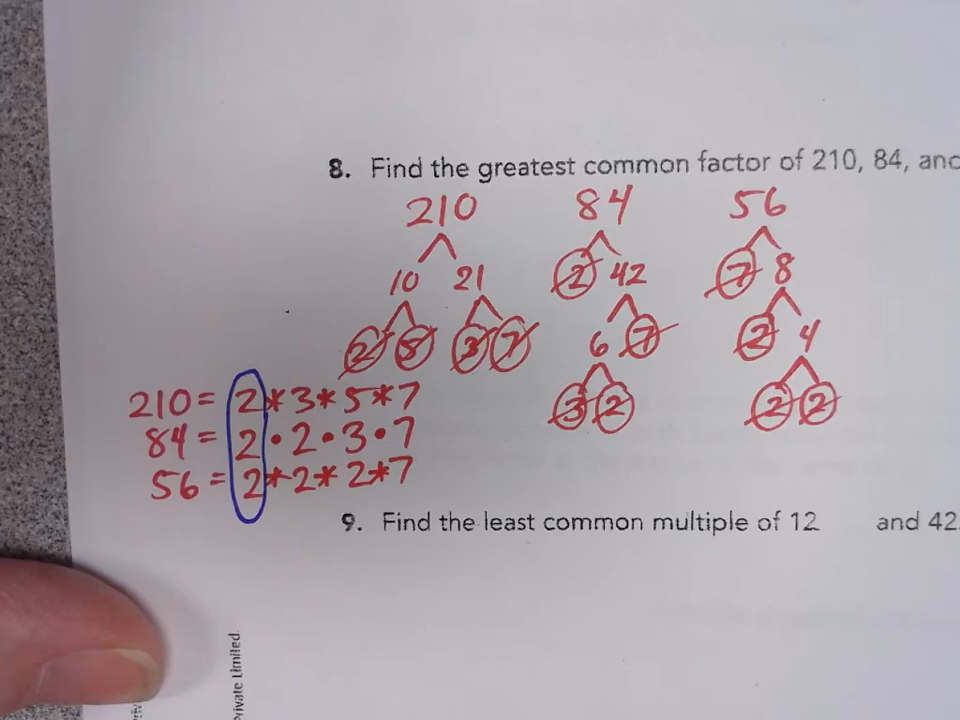 8. Find the greatest common factor of 210, 84, and
210 84 56
10 21 2 42 7 8
2 5 3 7 6 7 2 4
3 2 2 2
210 = 2 * 3 * 5 * 7
84 = 2 • 2 • 3 • 7
56 = 2 * 2 * 2 * 7
9. Find the least common multiple of 12 and 42
Private Limited